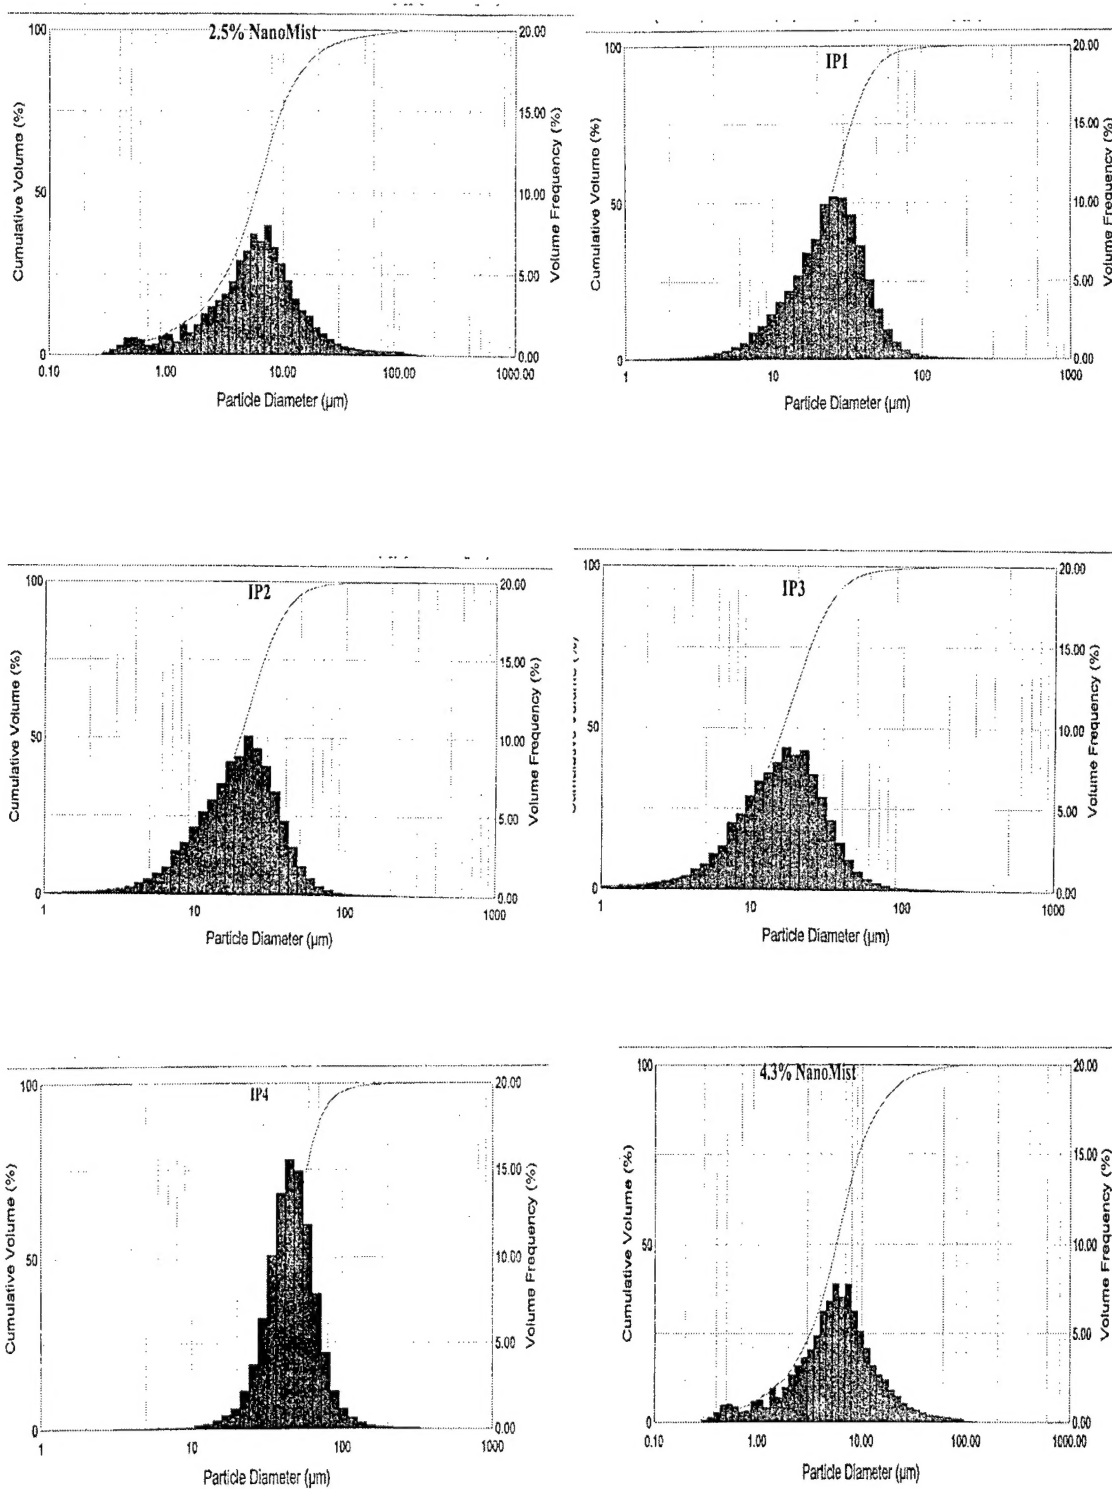 2.5% NanoMist
100
50
0
Cumulative Volume (%)
20.00
15.00
10.00
5.00
0.00
Volume Frequency (%)
0.10 1.00 10.00 100.00 1000.00
Particle Diameter (µm)
IP1
100
50
0
Cumulative Volume (%)
20.00
15.00
10.00
5.00
0.00
Volume Frequency (%)
1 10 100 1000
Particle Diameter (µm)
IP2
100
50
0
Cumulative Volume (%)
20.00
15.00
10.00
5.00
0.00
Volume Frequency (%)
1 10 100 1000
Particle Diameter (µm)
IP3
100
50
0
Cumulative Volume (%)
20.00
15.00
10.00
5.00
0.00
Volume Frequency (%)
1 10 100 1000
Particle Diameter (µm)
IP4
100
50
0
Cumulative Volume (%)
20.00
15.00
10.00
5.00
0.00
Volume Frequency (%)
1 10 100 1000
Particle Diameter (µm)
4.3% NanoMist
100
50
0
Cumulative Volume (%)
20.00
15.00
10.00
5.00
0.00
Volume Frequency (%)
0.10 1.00 10.00 100.00 1000.00
Particle Diameter (µm)